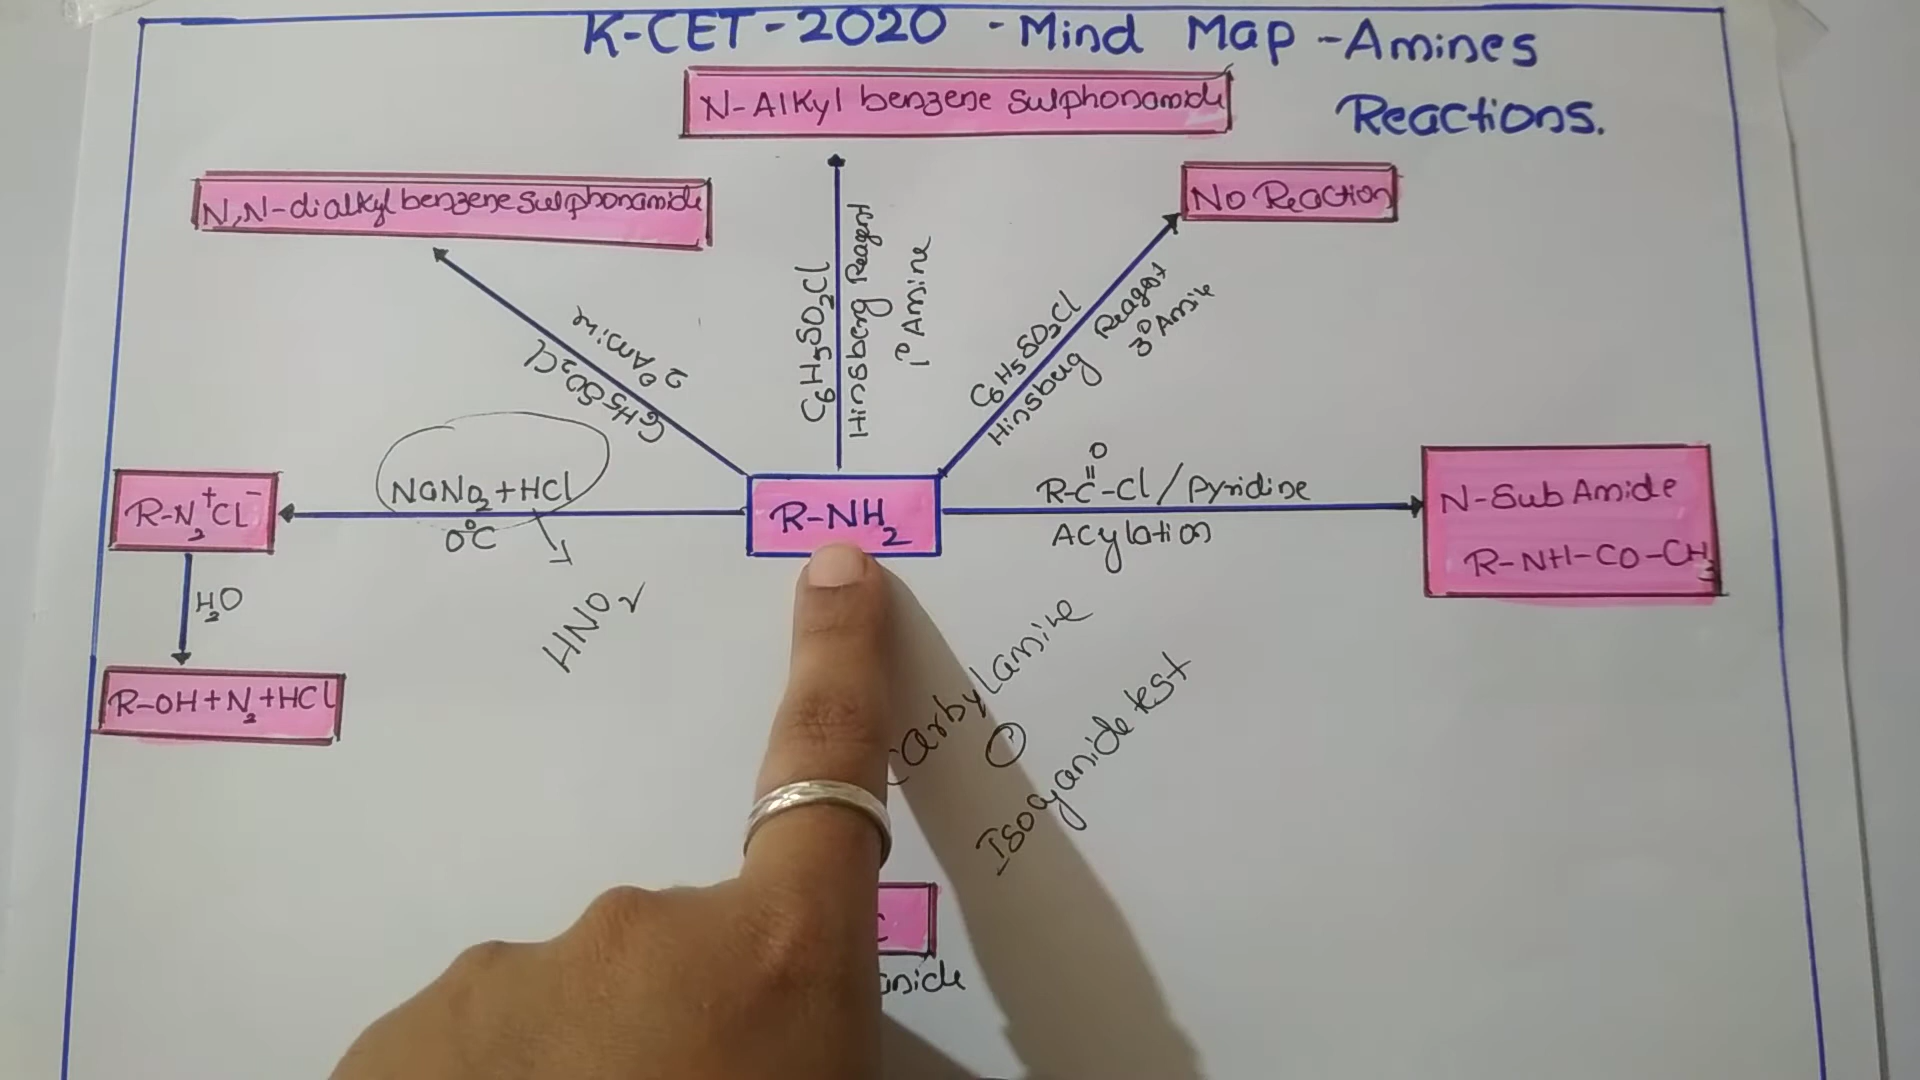 K-CET-2020 - Mind Map - Amines
Reactions.
N-Alkyl benzene sulphonamide
N,N-dialkyl benzene sulphonamide
No Reaction
C6H5SO2Cl
2° Amine
C6H5SO2Cl
Hinsberg Reagent
1° Amine
C6H5SO2Cl
Hinsberg Reagent
3° Amine
R-N2+Cl-
NaNO2+HCl
0°C
R-NH2
O
R-C-Cl/Pyridine
Acylation
N-Sub Amide
R-NH-CO-CH3
H2O
HNO2
R-OH+N2+HCl
Carbylamine
Isocyanide test
C